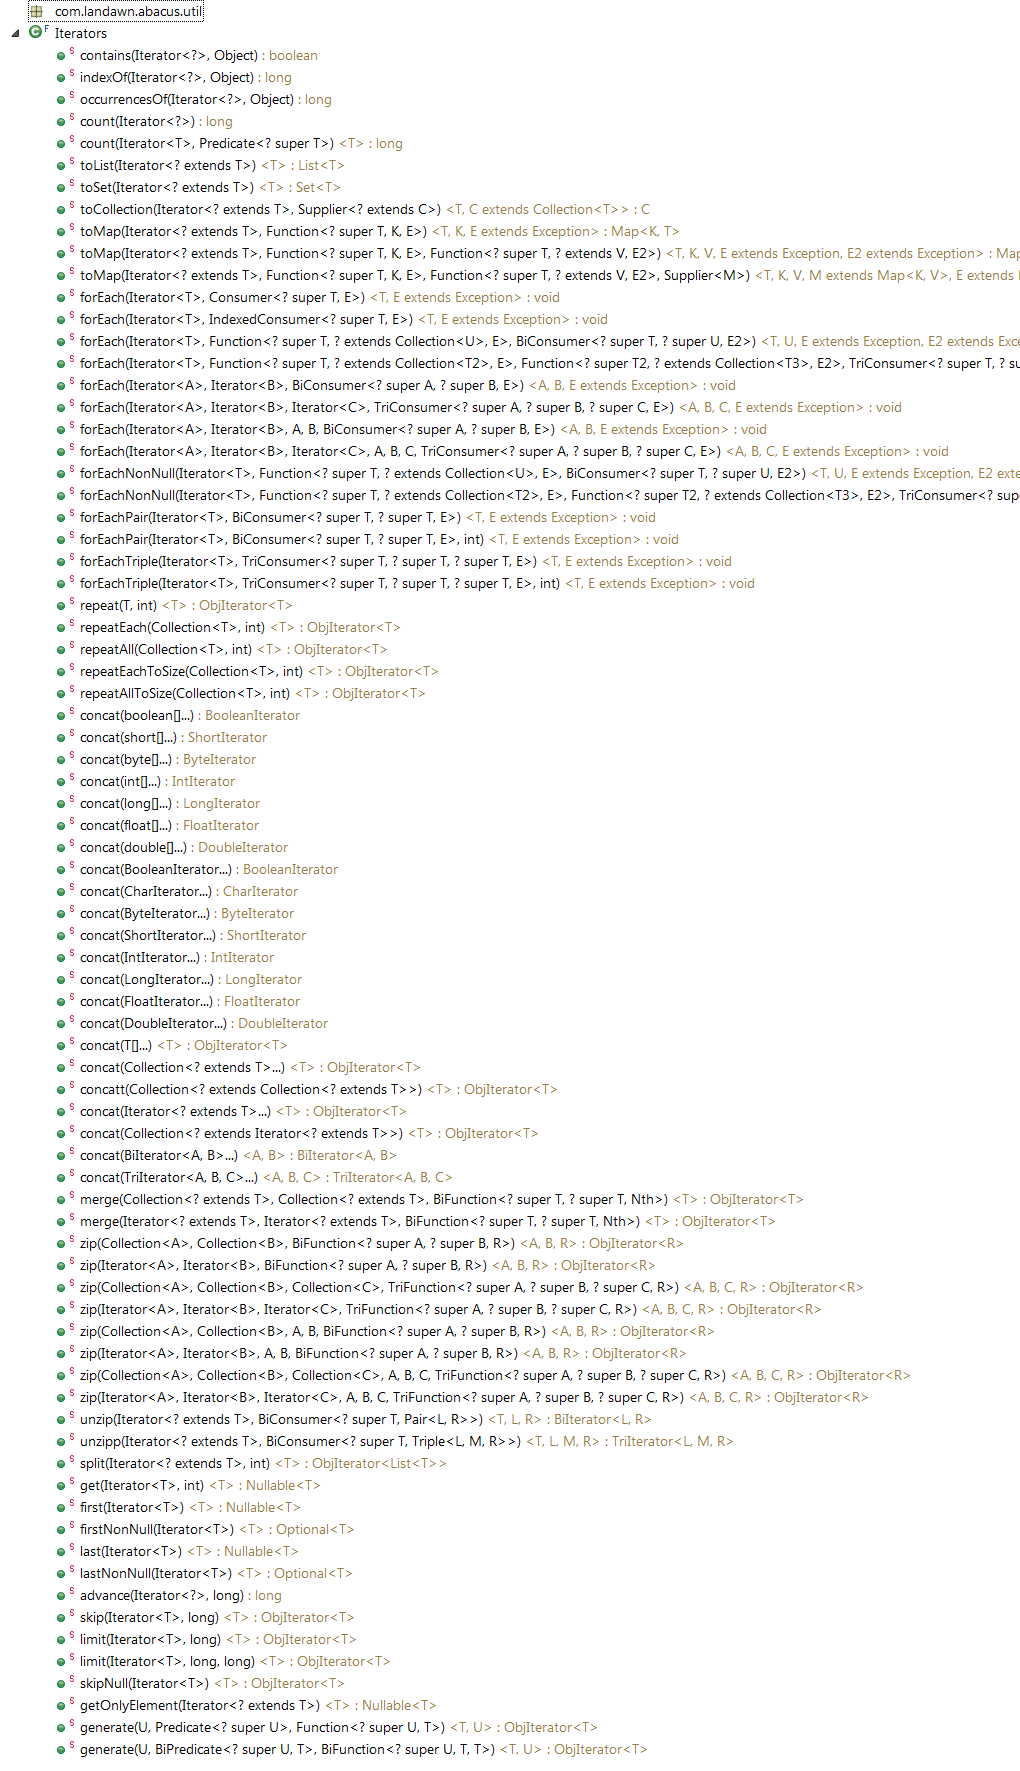 com.landawn.abacus.util
Iterators
contains(Iterator<?>, Object) : boolean
indexOf(Iterator<?>, Object) : long
occurrencesOf(Iterator<?>, Object) : long
count(Iterator<?>) : long
count(Iterator<T>, Predicate<? super T>) <T> : long
toList(Iterator<? extends T>) <T> : List<T>
toSet(Iterator<? extends T>) <T> : Set<T>
toCollection(Iterator<? extends T>, Supplier<? extends C>) <T, C extends Collection<T>> : C
toMap(Iterator<? extends T>, Function<? super T, K, E>) <T, K, E extends Exception> : Map<K, T>
toMap(Iterator<? extends T>, Function<? super T, K, E>, Function<? super T, ? extends V, E2>) <T, K, V, E extends Exception, E2 extends Exception> : Map
toMap(Iterator<? extends T>, Function<? super T, K, E>, Function<? super T, ? extends V, E2>, Supplier<M>) <T, K, V, M extends Map<K, V>, E extends
forEach(Iterator<T>, Consumer<? super T, E>) <T, E extends Exception> : void
forEach(Iterator<T>, IndexedConsumer<? super T, E>) <T, E extends Exception> : void
forEach(Iterator<T>, Function<? super T, ? extends Collection<U>, E>, BiConsumer<? super T, ? super U, E2>) <T, U, E extends Exception, E2 extends Exce
forEach(Iterator<T>, Function<? super T, ? extends Collection<T2>, E>, Function<? super T2, ? extends Collection<T3>, E2>, TriConsumer<? super T, ? su
forEach(Iterator<A>, Iterator<B>, BiConsumer<? super A, ? super B, E>) <A, B, E extends Exception> : void
forEach(Iterator<A>, Iterator<B>, Iterator<C>, TriConsumer<? super A, ? super B, ? super C, E>) <A, B, C, E extends Exception> : void
forEach(Iterator<A>, Iterator<B>, A, B, BiConsumer<? super A, ? super B, E>) <A, B, E extends Exception> : void
forEach(Iterator<A>, Iterator<B>, Iterator<C>, A, B, C, TriConsumer<? super A, ? super B, ? super C, E>) <A, B, C, E extends Exception> : void
forEachNonNull(Iterator<T>, Function<? super T, ? extends Collection<U>, E>, BiConsumer<? super T, ? super U, E2>) <T, U, E extends Exception, E2 exte
forEachNonNull(Iterator<T>, Function<? super T, ? extends Collection<T2>, E>, Function<? super T2, ? extends Collection<T3>, E2>, TriConsumer<? sup
forEachPair(Iterator<T>, BiConsumer<? super T, ? super T, E>) <T, E extends Exception> : void
forEachPair(Iterator<T>, BiConsumer<? super T, ? super T, E>, int) <T, E extends Exception> : void
forEachTriple(Iterator<T>, TriConsumer<? super T, ? super T, ? super T, E>) <T, E extends Exception> : void
forEachTriple(Iterator<T>, TriConsumer<? super T, ? super T, ? super T, E>, int) <T, E extends Exception> : void
repeat(T, int) <T> : ObjIterator<T>
repeatEach(Collection<T>, int) <T> : ObjIterator<T>
repeatAll(Collection<T>, int) <T> : ObjIterator<T>
repeatEachToSize(Collection<T>, int) <T> : ObjIterator<T>
repeatAllToSize(Collection<T>, int) <T> : ObjIterator<T>
concat(boolean[]...) : BooleanIterator
concat(short[]...) : ShortIterator
concat(byte[]...) : ByteIterator
concat(int[]...) : IntIterator
concat(long[]...) : LongIterator
concat(float[]...) : FloatIterator
concat(double[]...) : DoubleIterator
concat(BooleanIterator...) : BooleanIterator
concat(CharIterator...) : CharIterator
concat(ByteIterator...) : ByteIterator
concat(ShortIterator...) : ShortIterator
concat(IntIterator...) : IntIterator
concat(LongIterator...) : LongIterator
concat(FloatIterator...) : FloatIterator
concat(DoubleIterator...) : DoubleIterator
concat(T[]...) <T> : ObjIterator<T>
concat(Collection<? extends T>...) <T> : ObjIterator<T>
concatt(Collection<? extends Collection<? extends T>>) <T> : ObjIterator<T>
concat(Iterator<? extends T>...) <T> : ObjIterator<T>
concat(Collection<? extends Iterator<? extends T>>) <T> : ObjIterator<T>
concat(BiIterator<A, B>...) <A, B> : BiIterator<A, B>
concat(TriIterator<A, B, C>...) <A, B, C> : TriIterator<A, B, C>
merge(Collection<? extends T>, Collection<? extends T>, BiFunction<? super T, ? super T, Nth>) <T> : ObjIterator<T>
merge(Iterator<? extends T>, Iterator<? extends T>, BiFunction<? super T, ? super T, Nth>) <T> : ObjIterator<T>
zip(Collection<A>, Collection<B>, BiFunction<? super A, ? super B, R>) <A, B, R> : ObjIterator<R>
zip(Iterator<A>, Iterator<B>, BiFunction<? super A, ? super B, R>) <A, B, R> : ObjIterator<R>
zip(Collection<A>, Collection<B>, Collection<C>, TriFunction<? super A, ? super B, ? super C, R>) <A, B, C, R> : ObjIterator<R>
zip(Iterator<A>, Iterator<B>, Iterator<C>, TriFunction<? super A, ? super B, ? super C, R>) <A, B, C, R> : ObjIterator<R>
zip(Collection<A>, Collection<B>, A, B, BiFunction<? super A, ? super B, R>) <A, B, R> : ObjIterator<R>
zip(Iterator<A>, Iterator<B>, A, B, BiFunction<? super A, ? super B, R>) <A, B, R> : ObjIterator<R>
zip(Collection<A>, Collection<B>, Collection<C>, A, B, C, TriFunction<? super A, ? super B, ? super C, R>) <A, B, C, R> : ObjIterator<R>
zip(Iterator<A>, Iterator<B>, Iterator<C>, A, B, C, TriFunction<? super A, ? super B, ? super C, R>) <A, B, C, R> : ObjIterator<R>
unzip(Iterator<? extends T>, BiConsumer<? super T, Pair<L, R>>) <T, L, R> : BiIterator<L, R>
unzipp(Iterator<? extends T>, BiConsumer<? super T, Triple<L, M, R>>) <T, L, M, R> : TriIterator<L, M, R>
split(Iterator<? extends T>, int) <T> : ObjIterator<List<T>>
get(Iterator<T>, int) <T> : Nullable<T>
first(Iterator<T>) <T> : Nullable<T>
firstNonNull(Iterator<T>) <T> : Optional<T>
last(Iterator<T>) <T> : Nullable<T>
lastNonNull(Iterator<T>) <T> : Optional<T>
advance(Iterator<?>, long) : long
skip(Iterator<T>, long) <T> : ObjIterator<T>
limit(Iterator<T>, long) <T> : ObjIterator<T>
limit(Iterator<T>, long, long) <T> : ObjIterator<T>
skipNull(Iterator<T>) <T> : ObjIterator<T>
getOnlyElement(Iterator<? extends T>) <T> : Nullable<T>
generate(U, Predicate<? super U>, Function<? super U, T>) <T, U> : ObjIterator<T>
generate(U, BiPredicate<? super U, T>, BiFunction<? super U, T, T>) <T, U> : ObjIterator<T>